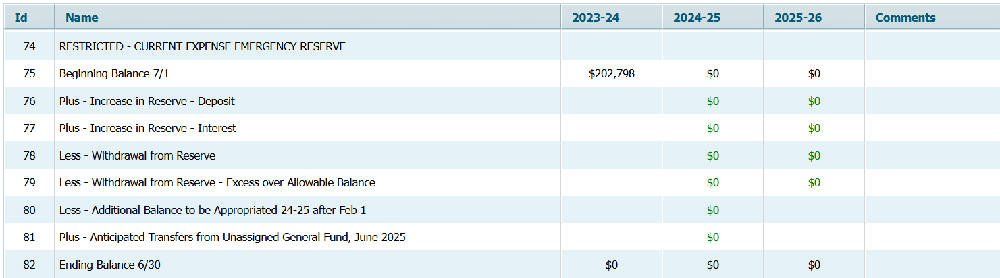 Id Name 2023-24 2024-25 2025-26 Comments
74 RESTRICTED - CURRENT EXPENSE EMERGENCY RESERVE
75 Beginning Balance 7/1 $202,798 $0 $0
76 Plus - Increase in Reserve - Deposit $0 $0
77 Plus - Increase in Reserve - Interest $0 $0
78 Less - Withdrawal from Reserve $0 $0
79 Less - Withdrawal from Reserve - Excess over Allowable Balance $0 $0
80 Less - Additional Balance to be Appropriated 24-25 after Feb 1 $0
81 Plus - Anticipated Transfers from Unassigned General Fund, June 2025 $0
82 Ending Balance 6/30 $0 $0 $0